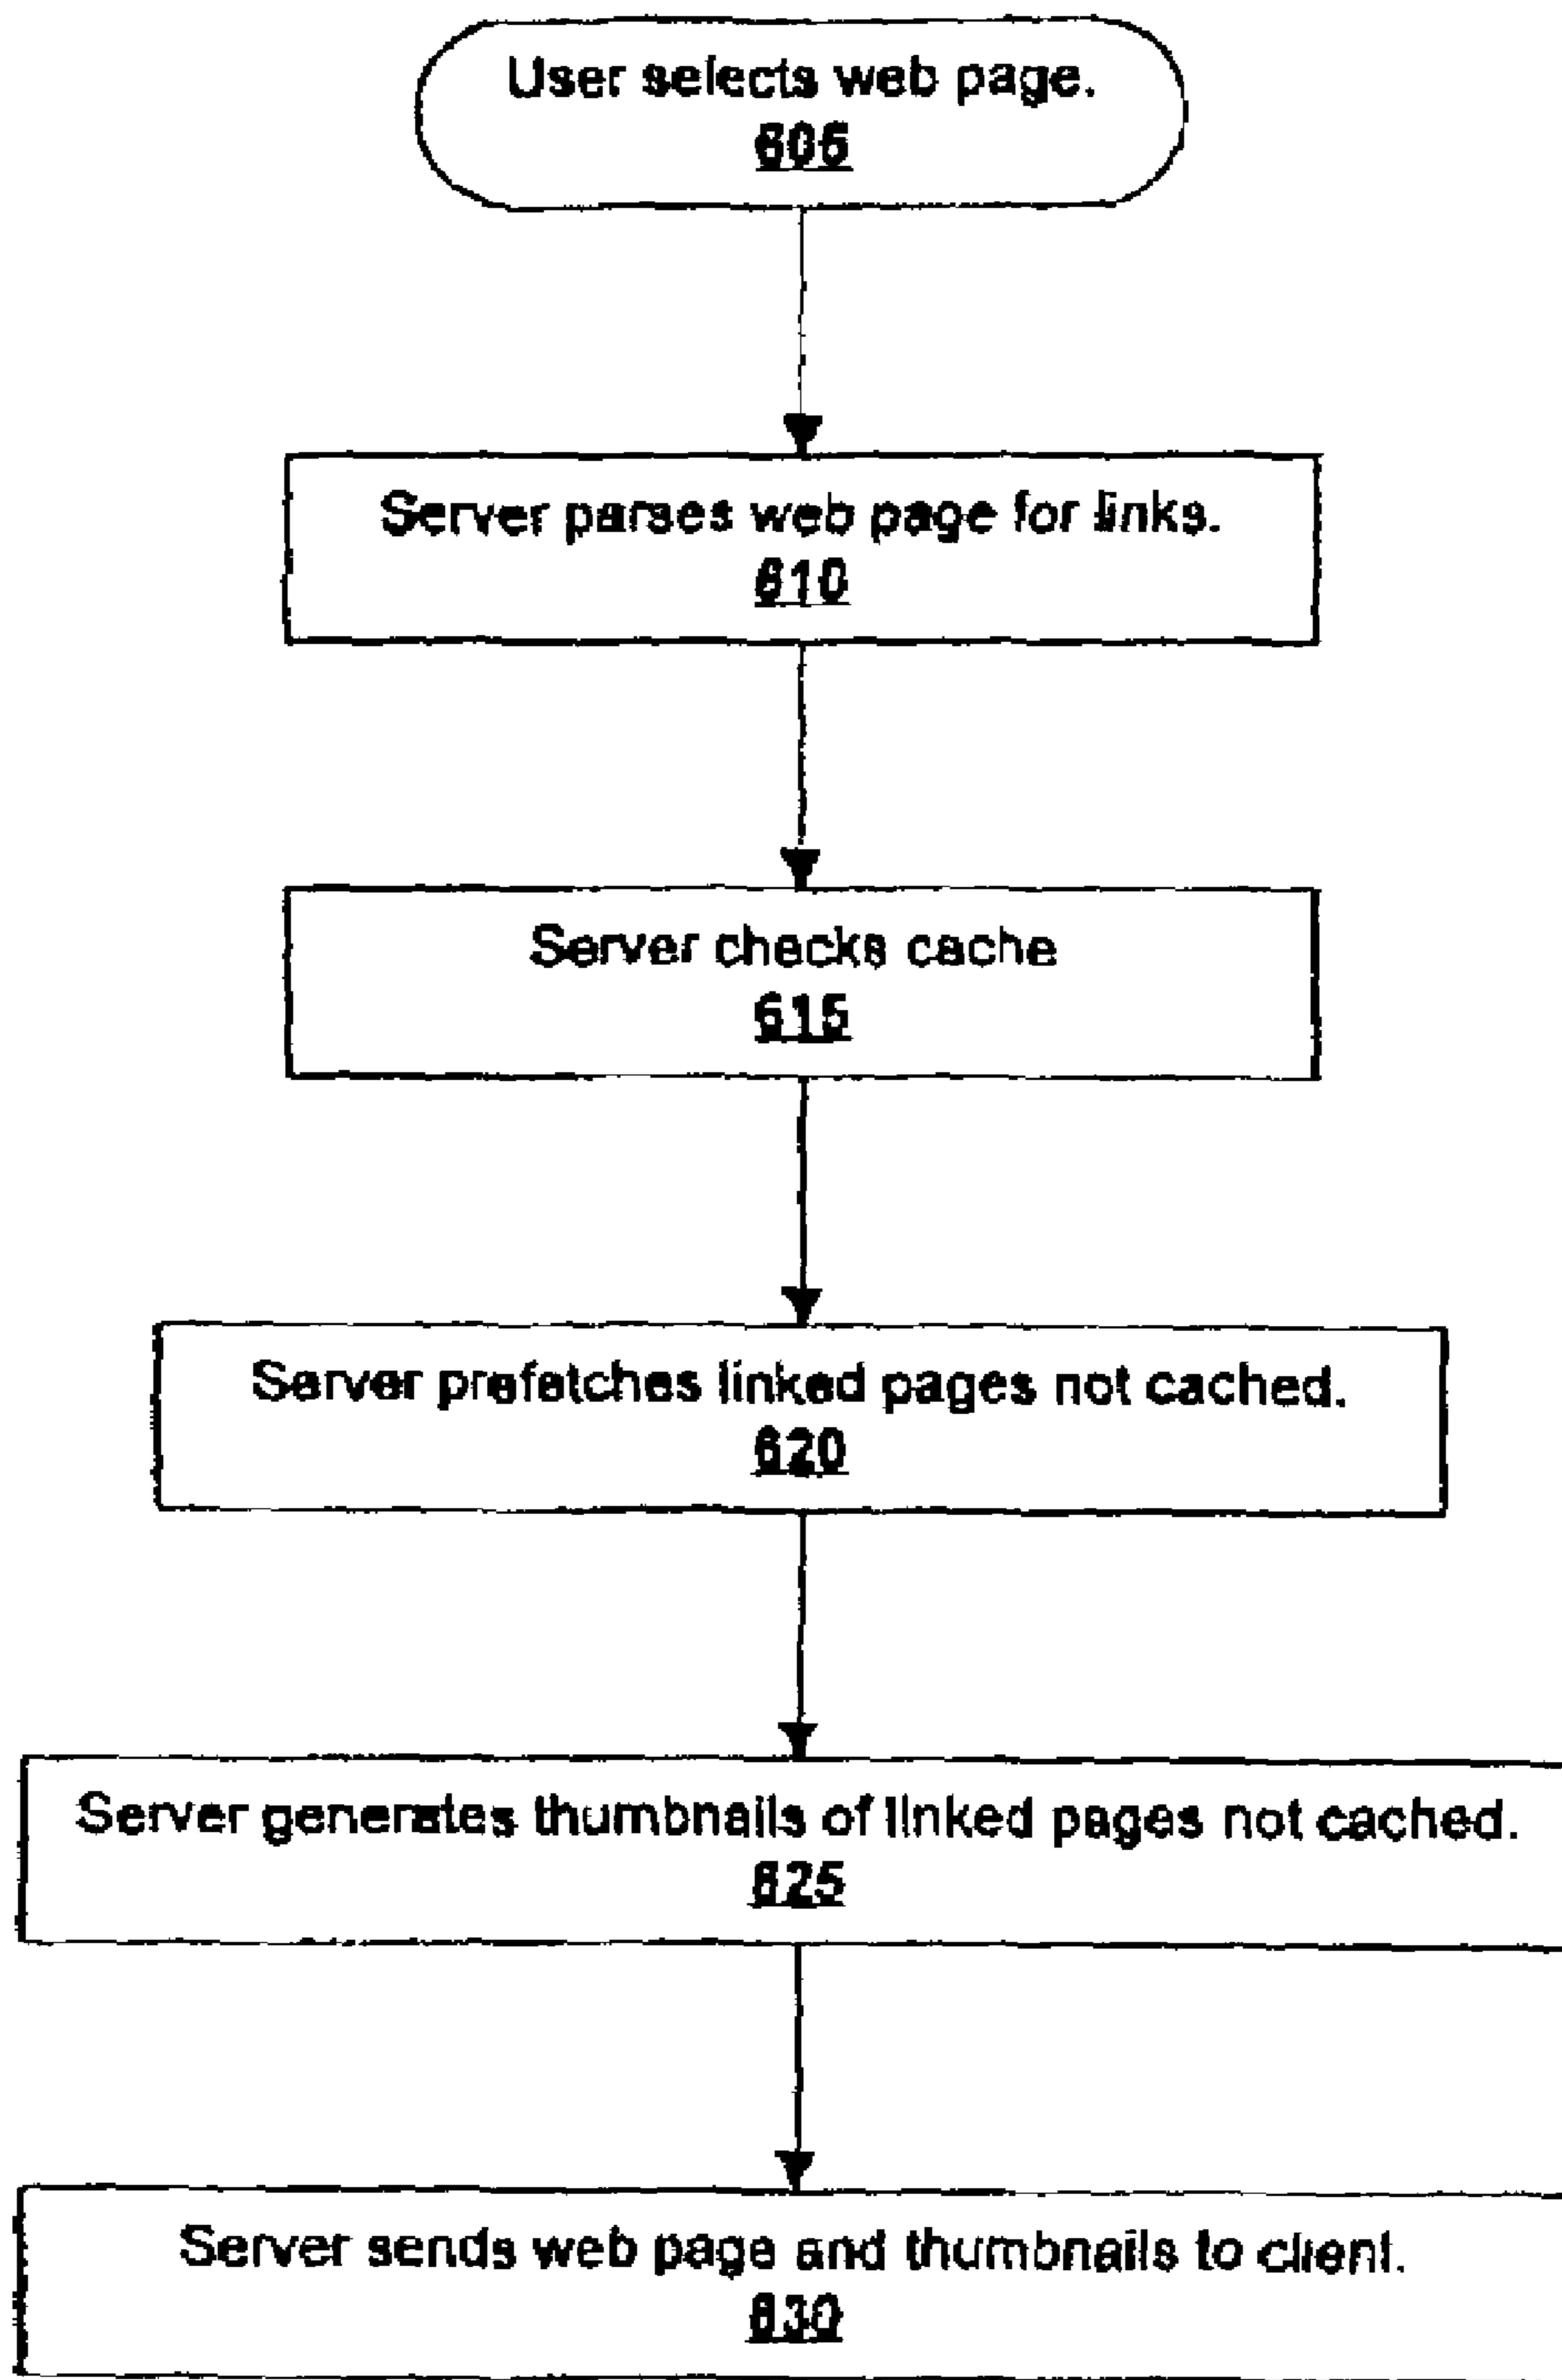 User selects web page.
605
Server parses web page for links.
610
Server checks cache
615
Server prefetches linked pages not cached.
620
Server generates thumbnails of linked pages not cached.
625
Server sends web page and thumbnails to client.
630